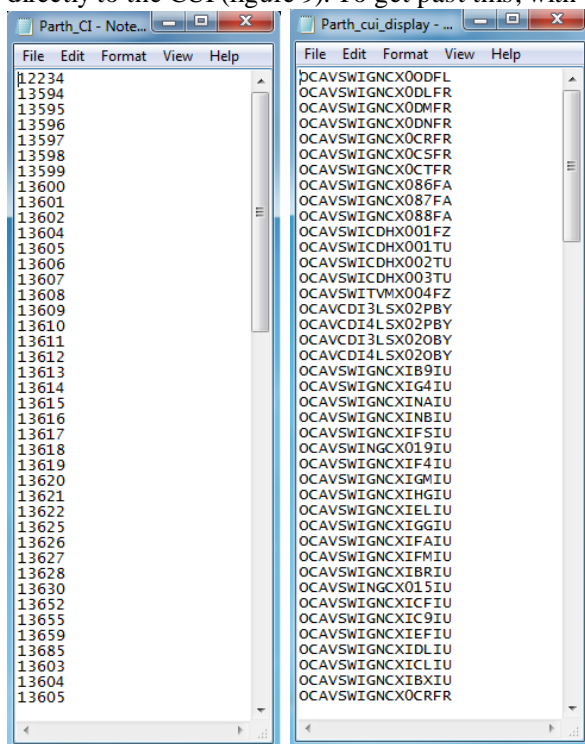 directly to the CUI (figure 9). To get past this, with
Parth_CI - Note...
File Edit Format View Help
12234
13594
13595
13596
13597
13598
13599
13600
13601
13602
13604
13605
13606
13607
13608
13609
13610
13611
13612
13613
13614
13615
13616
13617
13618
13619
13620
13621
13622
13625
13626
13627
13628
13630
13652
13655
13659
13685
13603
13604
13605
Parth_cui_display - ...
File Edit Format View Help
OCAVSWIGNCX0ODFL
OCAVSWIGNCX0DLFR
OCAVSWIGNCX0DMFR
OCAVSWIGNCX0DNFR
OCAVSWIGNCX0CRFR
OCAVSWIGNCX0CSFR
OCAVSWIGNCX0CTFR
OCAVSWIGNCX086FA
OCAVSWIGNCX087FA
OCAVSWIGNCX088FA
OCAVSWICDHX001FZ
OCAVSWICDHX001TU
OCAVSWICDHX002TU
OCAVSWICDHX003TU
OCAVSWITVMX004FZ
OCAVCDI3LSX02PBY
OCAVCDI4LSX02PBY
OCAVCDI3LSX02OBY
OCAVCDI4LSX02OBY
OCAVSWIGNCXIB9IU
OCAVSWIGNCXIG4IU
OCAVSWIGNCXINAIU
OCAVSWIGNCXINBIU
OCAVSWIGNCXIFSIU
OCAVSWINGCX019IU
OCAVSWIGNCXIF4IU
OCAVSWIGNCXIGMIU
OCAVSWIGNCXIHGIU
OCAVSWIGNCXIELIU
OCAVSWIGNCXIGGIU
OCAVSWIGNCXIFAIU
OCAVSWIGNCXIFMIU
OCAVSWIGNCXIBRIU
OCAVSWINGCX015IU
OCAVSWIGNCXICFIU
OCAVSWIGNCXIC9IU
OCAVSWIGNCXIEFIU
OCAVSWIGNCXIDLIU
OCAVSWIGNCXICLIU
OCAVSWIGNCXIBXIU
OCAVSWIGNCX0CRFR